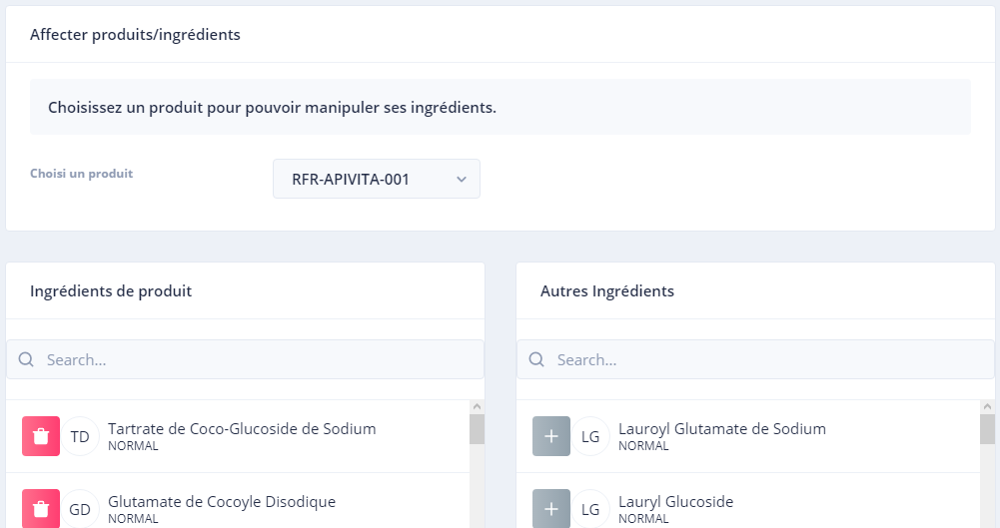 Affecter produits/ingrédients
Choisissez un produit pour pouvoir manipuler ses ingrédients.
Choisi un produit
RFR-APIVITA-001
Ingrédients de produit
Search...
TD
Tartrate de Coco-Glucoside de Sodium
NORMAL
GD
Glutamate de Cocoyle Disodique
NORMAL
Autres Ingrédients
Search...
LG
Lauroyl Glutamate de Sodium
NORMAL
LG
Lauryl Glucoside
NORMAL